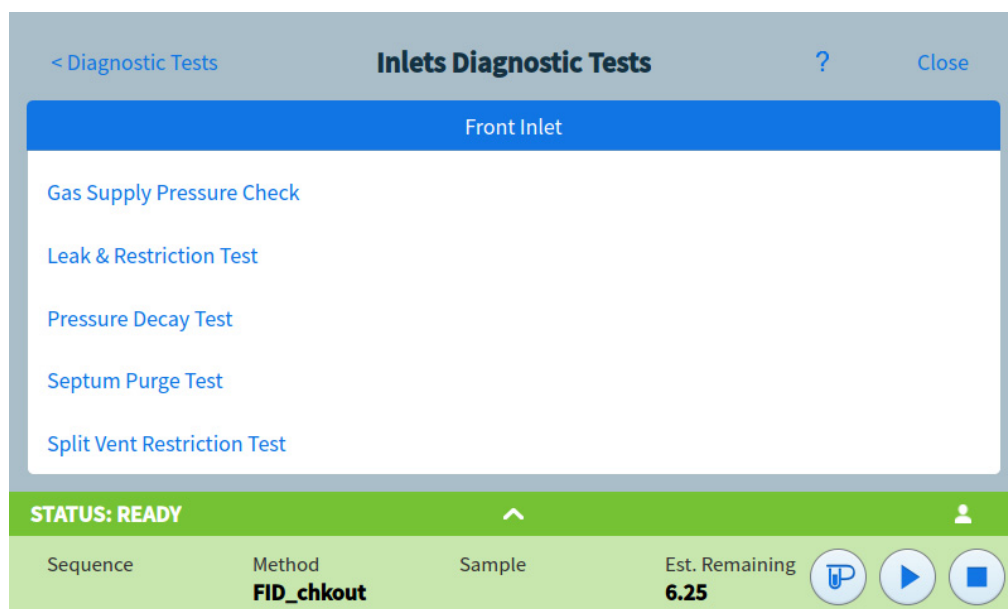 < Diagnostic Tests Inlets Diagnostic Tests ? Close
Front Inlet
Gas Supply Pressure Check
Leak & Restriction Test
Pressure Decay Test
Septum Purge Test
Split Vent Restriction Test
STATUS: READY
Sequence Method Sample Est. Remaining
FID_chkout 6.25